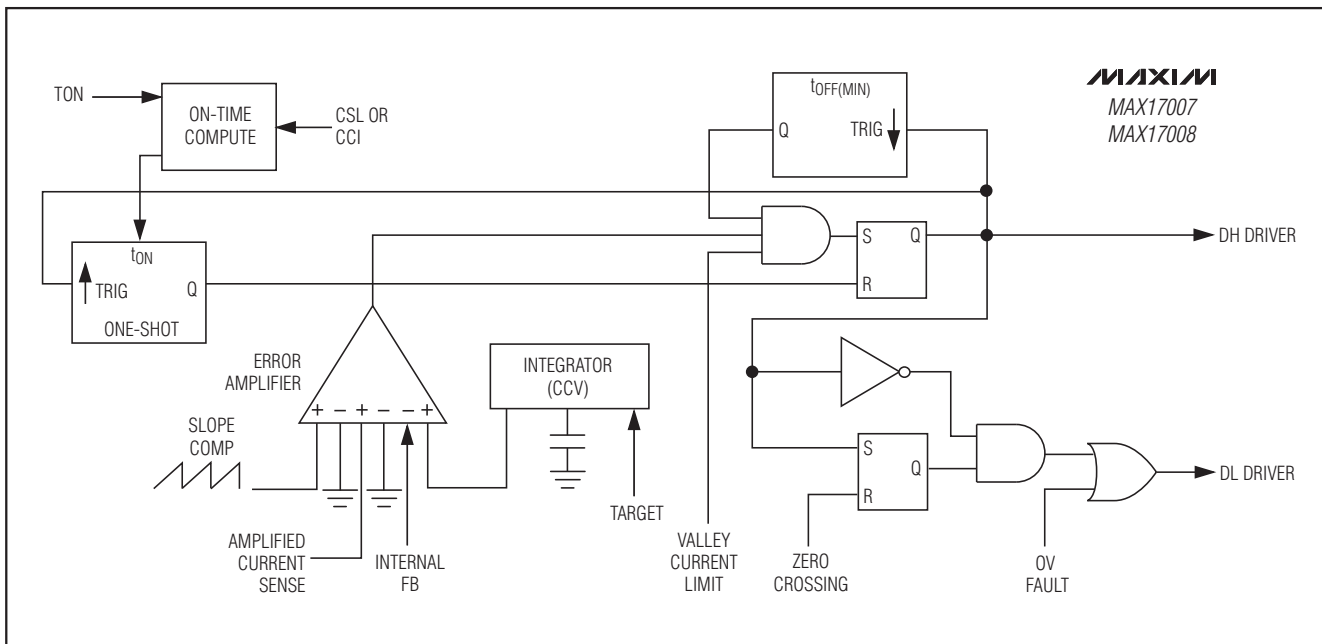 TON
ON-TIME
COMPUTE
CSL OR
CCI
tOFF(MIN)
Q
TRIG
MAXIM
MAX17007
MAX17008
tON
TRIG
Q
ONE-SHOT
S
Q
R
DH DRIVER
ERROR
AMPLIFIER
+ – + – – +
INTEGRATOR
(CCV)
SLOPE
COMP
AMPLIFIED
CURRENT
SENSE
INTERNAL
FB
TARGET
VALLEY
CURRENT
LIMIT
S
Q
R
ZERO
CROSSING
OV
FAULT
DL DRIVER